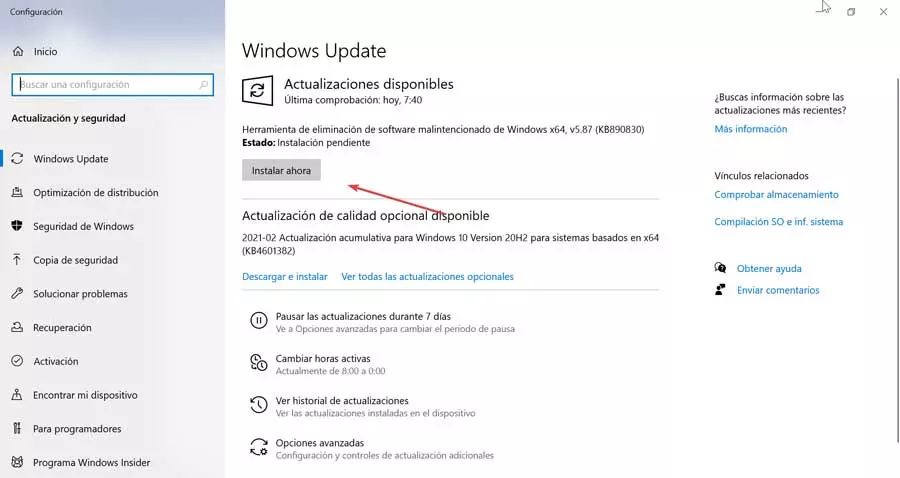 Configuración
Inicio
Buscar una configuración
Actualización y seguridad
Windows Update
Optimización de distribución
Seguridad de Windows
Copia de seguridad
Solucionar problemas
Recuperación
Activación
Encontrar mi dispositivo
Para programadores
Programa Windows Insider
Windows Update
Actualizaciones disponibles
Última comprobación: hoy, 7:40
Herramienta de eliminación de software malintencionado de Windows x64, v5.87 (KB890830)
Estado: Instalación pendiente
Instalar ahora
Actualización de calidad opcional disponible
2021-02 Actualización acumulativa para Windows 10 Version 20H2 para sistemas basados en x64
(KB4601382)
Descargar e instalar Ver todas las actualizaciones opcionales
Pausar las actualizaciones durante 7 días
Ve a Opciones avanzadas para cambiar el período de pausa
Cambiar horas activas
Actualmente de 8:00 a 0:00
Ver historial de actualizaciones
Ver las actualizaciones instaladas en el dispositivo
Opciones avanzadas
Configuración y controles de actualización adicionales
¿Buscas información sobre las
actualizaciones más recientes?
Más información
Vínculos relacionados
Comprobar almacenamiento
Compilación SO e inf. sistema
Obtener ayuda
Enviar comentarios